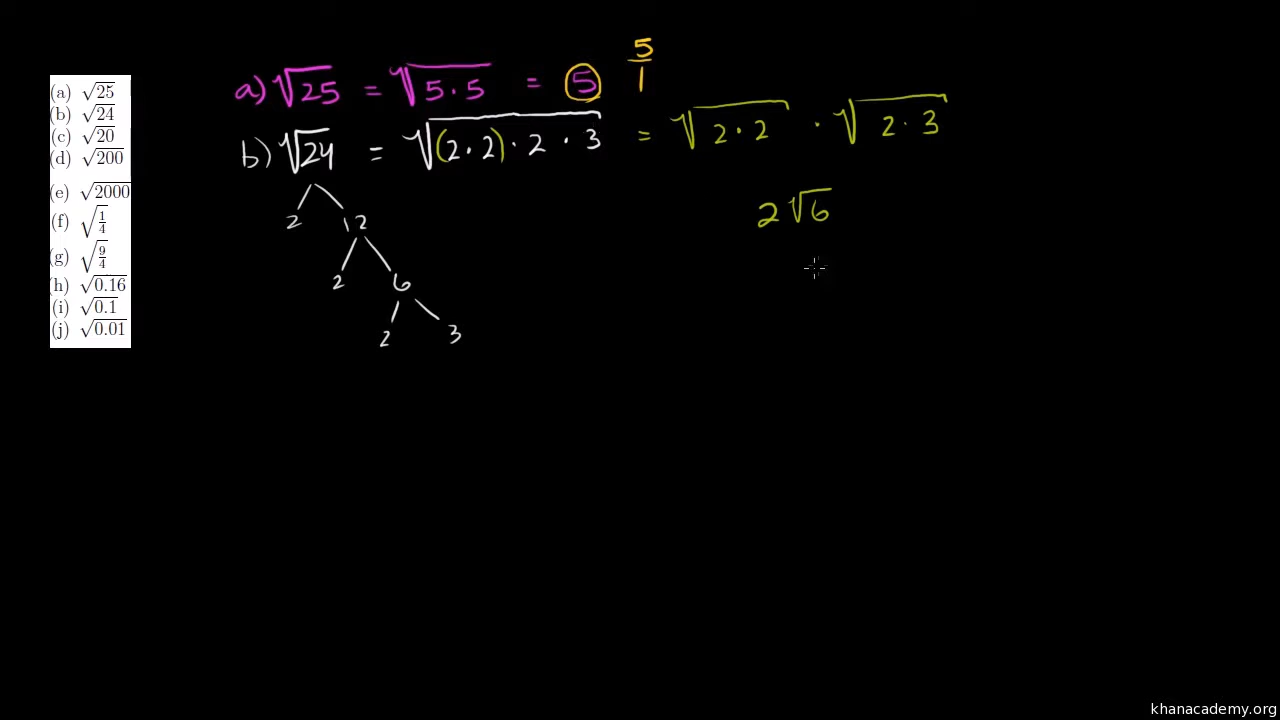 (a) √25
(b) √24
(c) √20
(d) √200
(e) √2000
(f) √(1/4)
(g) √(9/4)
(h) √0.16
(i) √0.1
(j) √0.01
a) √25 = √(5·5) = 5 5/1
b) √24 = √((2·2)·2·3) = √(2·2) · √(2·3)
2√6
2 12
2 6
2 3
khanacademy.org